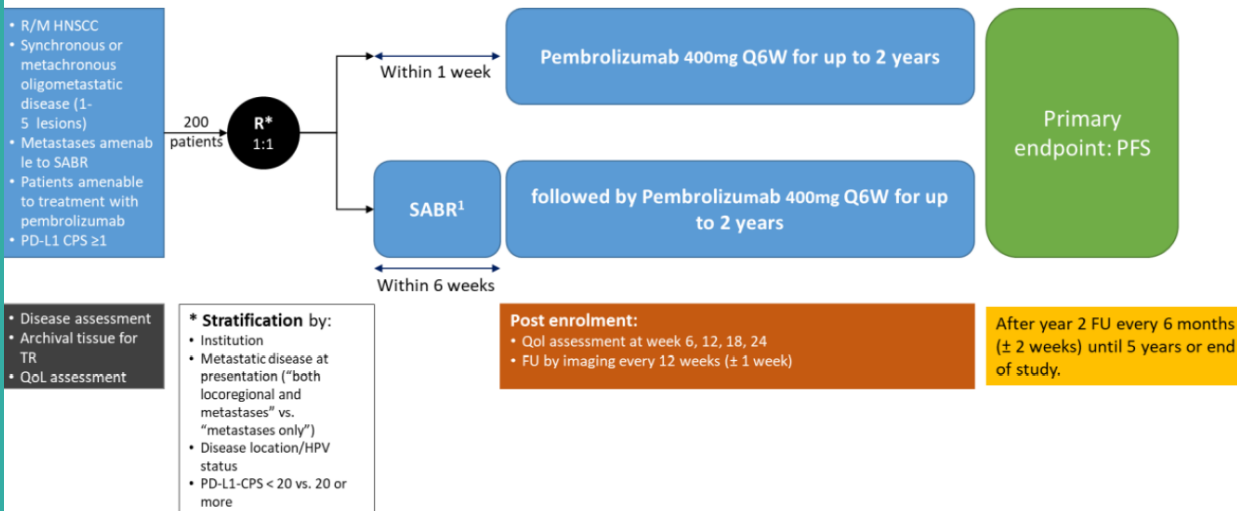 • R/M HNSCC
• Synchronous or
metachronous
oligometastatic
disease (1-
5 lesions)
• Metastases amenab
le to SABR
• Patients amenable
to treatment with
pembrolizumab
• PD-L1 CPS ≥1
200
patients
R*
1:1
Within 1 week
Pembrolizumab 400mg Q6W for up to 2 years
SABR¹
followed by Pembrolizumab 400mg Q6W for up
to 2 years
Within 6 weeks
Primary
endpoint: PFS
• Disease assessment
• Archival tissue for
TR
• QoL assessment
* Stratification by:
• Institution
• Metastatic disease at
presentation (“both
locoregional and
metastases” vs.
“metastases only”)
• Disease location/HPV
status
• PD-L1-CPS < 20 vs. 20 or
more
Post enrolment:
• Qol assessment at week 6, 12, 18, 24
• FU by imaging every 12 weeks (± 1 week)
After year 2 FU every 6 months
(± 2 weeks) until 5 years or end
of study.